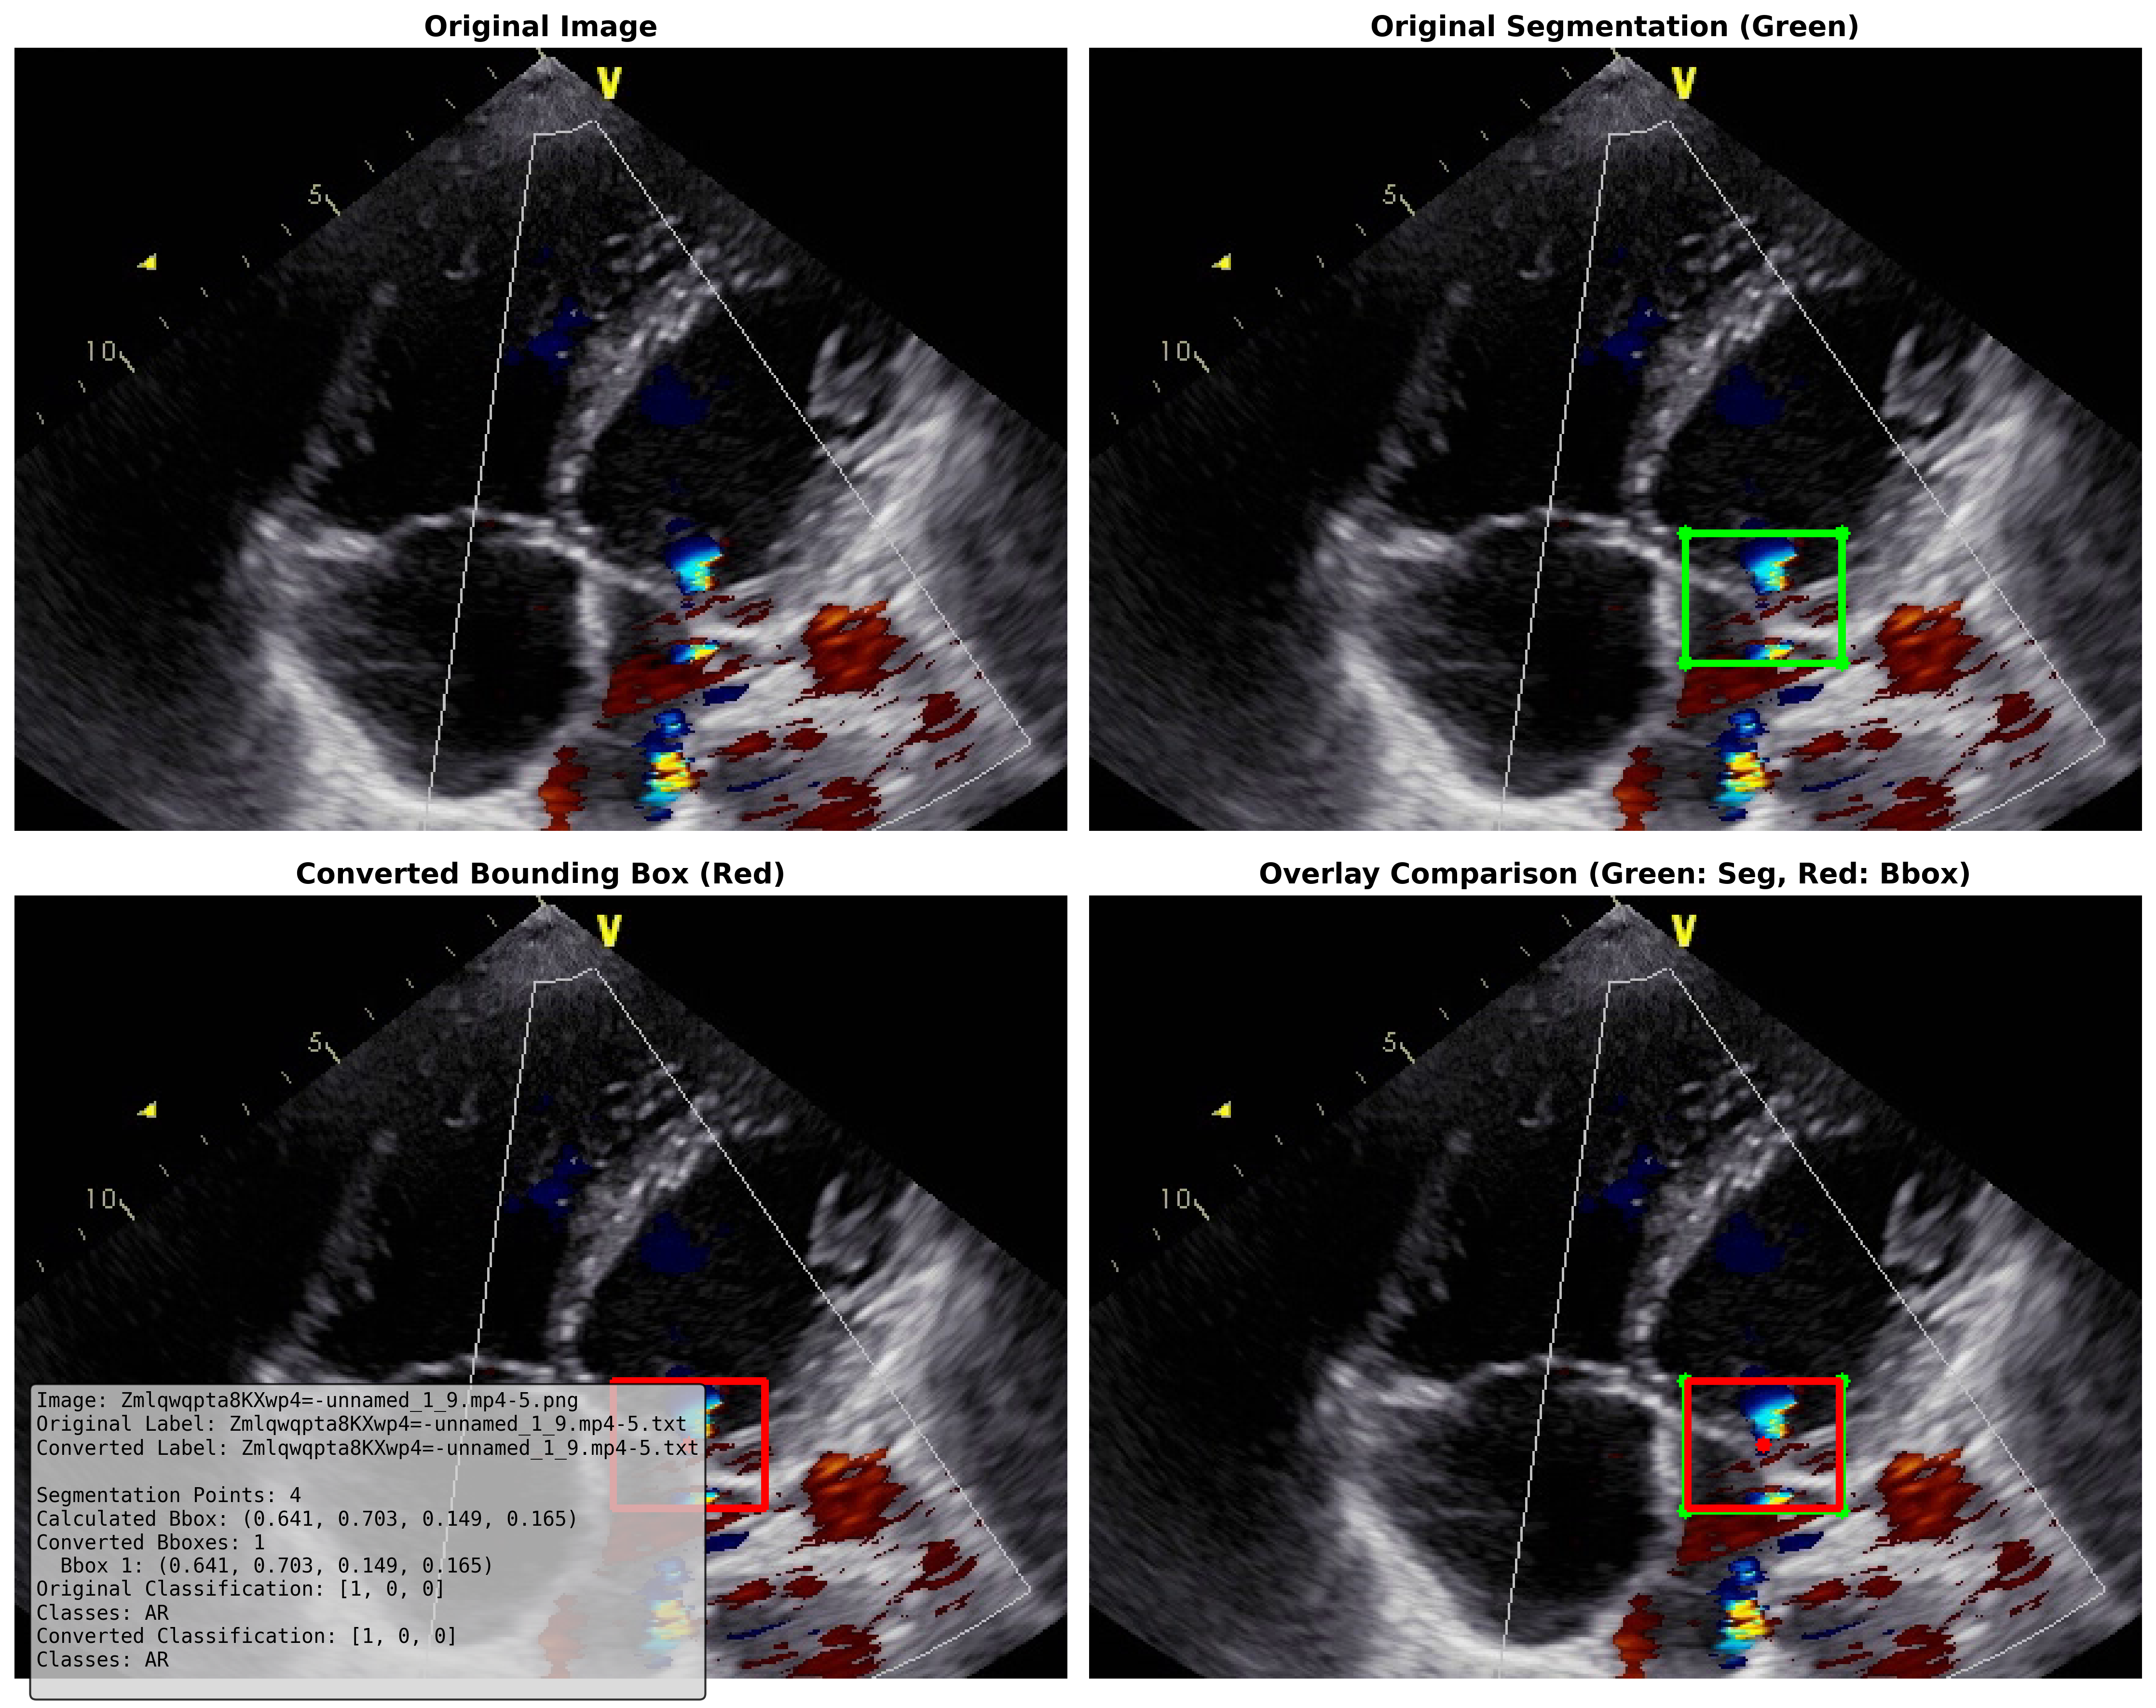 Original Image
Original Segmentation (Green)
V
5
10
V
5
10
Converted Bounding Box (Red)
Overlay Comparison (Green: Seg, Red: Bbox)
V
5
10
V
5
10
Image: Zmlqwqpta8KXwp4=-unnamed_1_9.mp4-5.png
Original Label: Zmlqwqpta8KXwp4=-unnamed_1_9.mp4-5.txt
Converted Label: Zmlqwqpta8KXwp4=-unnamed_1_9.mp4-5.txt
Segmentation Points: 4
Calculated Bbox: (0.641, 0.703, 0.149, 0.165)
Converted Bboxes: 1
Bbox 1: (0.641, 0.703, 0.149, 0.165)
Original Classification: [1, 0, 0]
Classes: AR
Converted Classification: [1, 0, 0]
Classes: AR